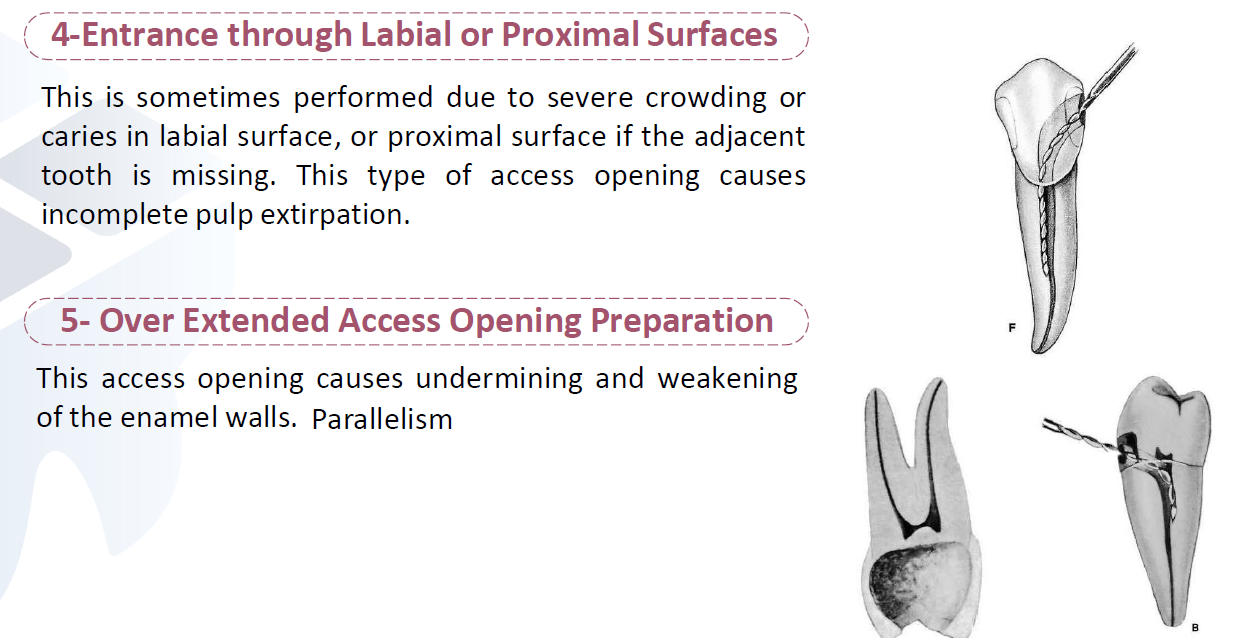 4-Entrance through Labial or Proximal Surfaces
This is sometimes performed due to severe crowding or
caries in labial surface, or proximal surface if the adjacent
tooth is missing. This type of access opening causes
incomplete pulp extirpation.
F
5- Over Extended Access Opening Preparation
This access opening causes undermining and weakening
of the enamel walls. Parallelism
B